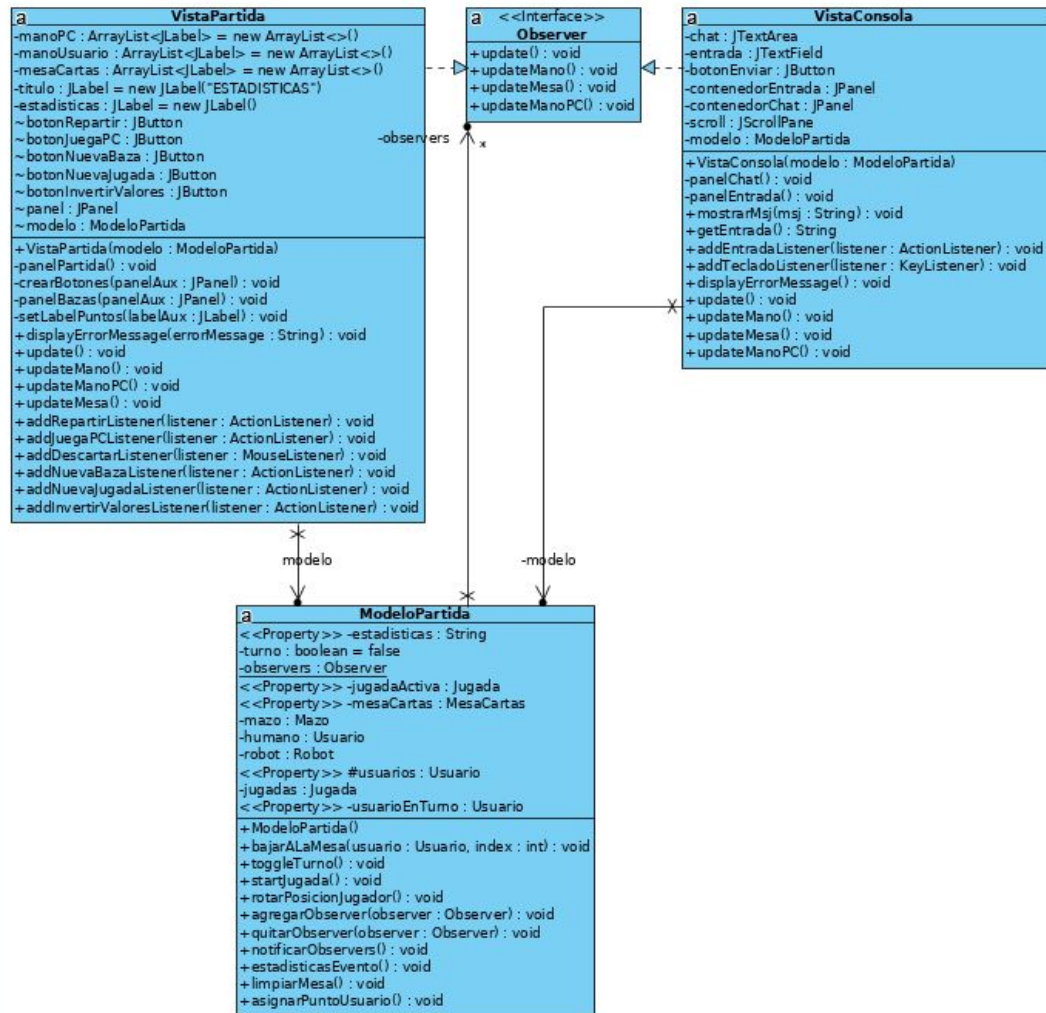 a
VistaPartida
-manoPC : ArrayList<JLabel> = new ArrayList<>()
-manoUsuario : ArrayList<JLabel> = new ArrayList<>()
-mesaCartas : ArrayList<JLabel> = new ArrayList<>()
-titulo : JLabel = new JLabel("ESTADISTICAS")
-estadisticas : JLabel = new JLabel()
~botonRepartir : JButton
~botonJuegaPC : JButton
~botonNuevaBaza : JButton
~botonNuevaJugada : JButton
~botonInvertirValores : JButton
~panel : JPanel
~modelo : ModeloPartida
+VistaPartida(modelo : ModeloPartida)
-panelPartida() : void
-crearBotones(panelAux : JPanel) : void
-panelBazas(panelAux : JPanel) : void
-setLabelPuntos(labelAux : JLabel) : void
+displayErrorMessage(errorMessage : String) : void
+update() : void
+updateMano() : void
+updateManoPC() : void
+updateMesa() : void
+addRepartirListener(listener : ActionListener) : void
+addJuegaPCListener(listener : ActionListener) : void
+addDescartarListener(listener : MouseListener) : void
+addNuevaBazaListener(listener : ActionListener) : void
+addNuevaJugadaListener(listener : ActionListener) : void
+addInvertirValoresListener(listener : ActionListener) : void
a
<<Interface>>
Observer
+update() : void
+updateMano() : void
+updateMesa() : void
+updateManoPC() : void
-observers
*
a
VistaConsola
-chat : JTextArea
-entrada : JTextField
-botonEnviar : JButton
-contenedorEntrada : JPanel
-contenedorChat : JPanel
-scroll : JScrollPane
-modelo : ModeloPartida
+VistaConsola(modelo : ModeloPartida)
-panelChat() : void
-panelEntrada() : void
+mostrarMsj(msj : String) : void
+getEntrada() : String
+addEntradaListener(listener : ActionListener) : void
+addTecladoListener(listener : KeyListener) : void
+displayErrorMessage() : void
+update() : void
+updateMano() : void
+updateMesa() : void
+updateManoPC() : void
modelo
-modelo
a
ModeloPartida
<<Property>> -estadisticas : String
-turno : boolean = false
-observers : Observer
<<Property>> -jugadaActiva : Jugada
<<Property>> -mesaCartas : MesaCartas
-mazo : Mazo
-humano : Usuario
-robot : Robot
<<Property>> #usuarios : Usuario
-jugadas : Jugada
<<Property>> -usuarioEnTurno : Usuario
+ModeloPartida()
+bajarALaMesa(usuario : Usuario, index : int) : void
+toggleTurno() : void
+startJugada() : void
+rotarPosicionJugador() : void
+agregarObserver(observer : Observer) : void
+quitarObserver(observer : Observer) : void
+notificarObservers() : void
+estadisticasEvento() : void
+limpiarMesa() : void
+asignarPuntoUsuario() : void